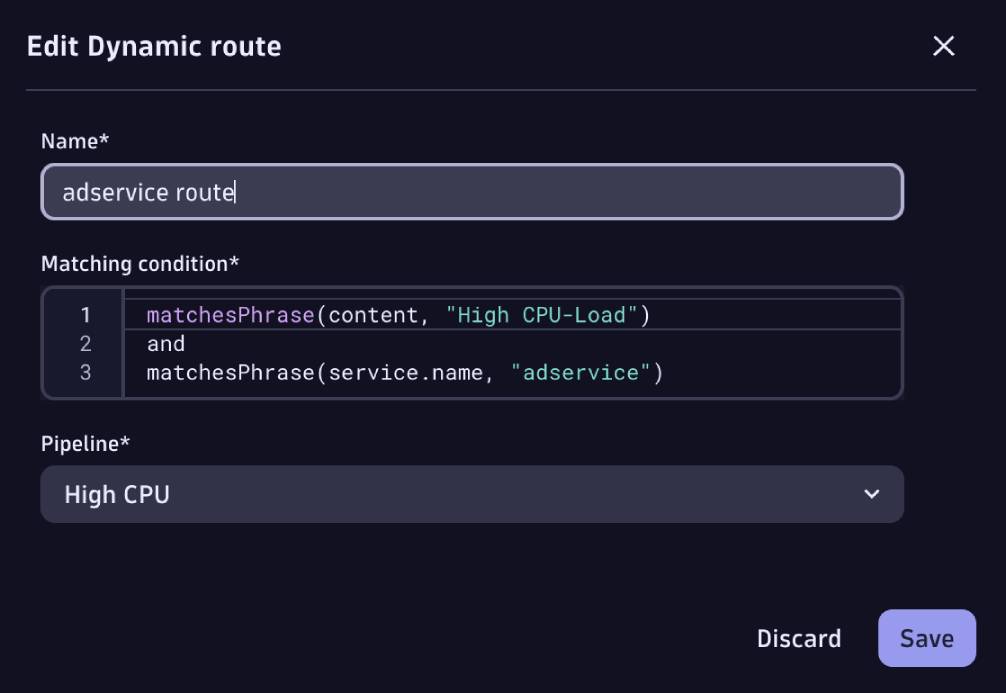 Edit Dynamic route
Name*
adservice route
Matching condition*
1 matchesPhrase(content, "High CPU-Load")
2 and
3 matchesPhrase(service.name, "adservice")
Pipeline*
High CPU
Discard Save